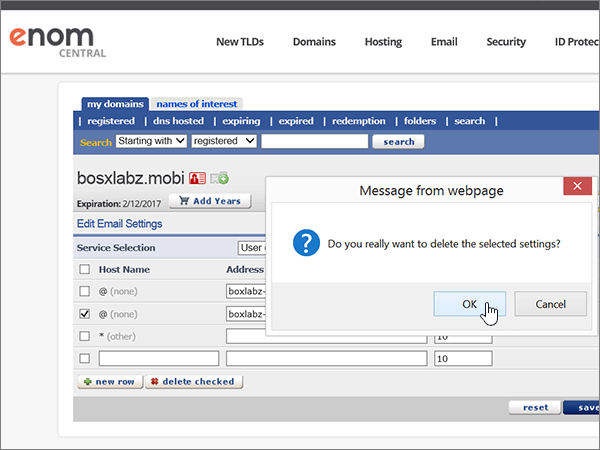 enom
CENTRAL
New TLDs Domains Hosting Email Security ID Protec
my domains names of interest
| registered | dns hosted | expiring | expired | redemption | folders | search |
Search Starting with registered search
bosxlabz.mobi
Expiration: 2/12/2017 Add Years
Edit Email Settings
Service Selection User
Host Name Address
@ (none) boxlabz-
@ (none) boxlabz-
* (other) 10
10
new row delete checked
reset save
Message from webpage
Do you really want to delete the selected settings?
OK Cancel